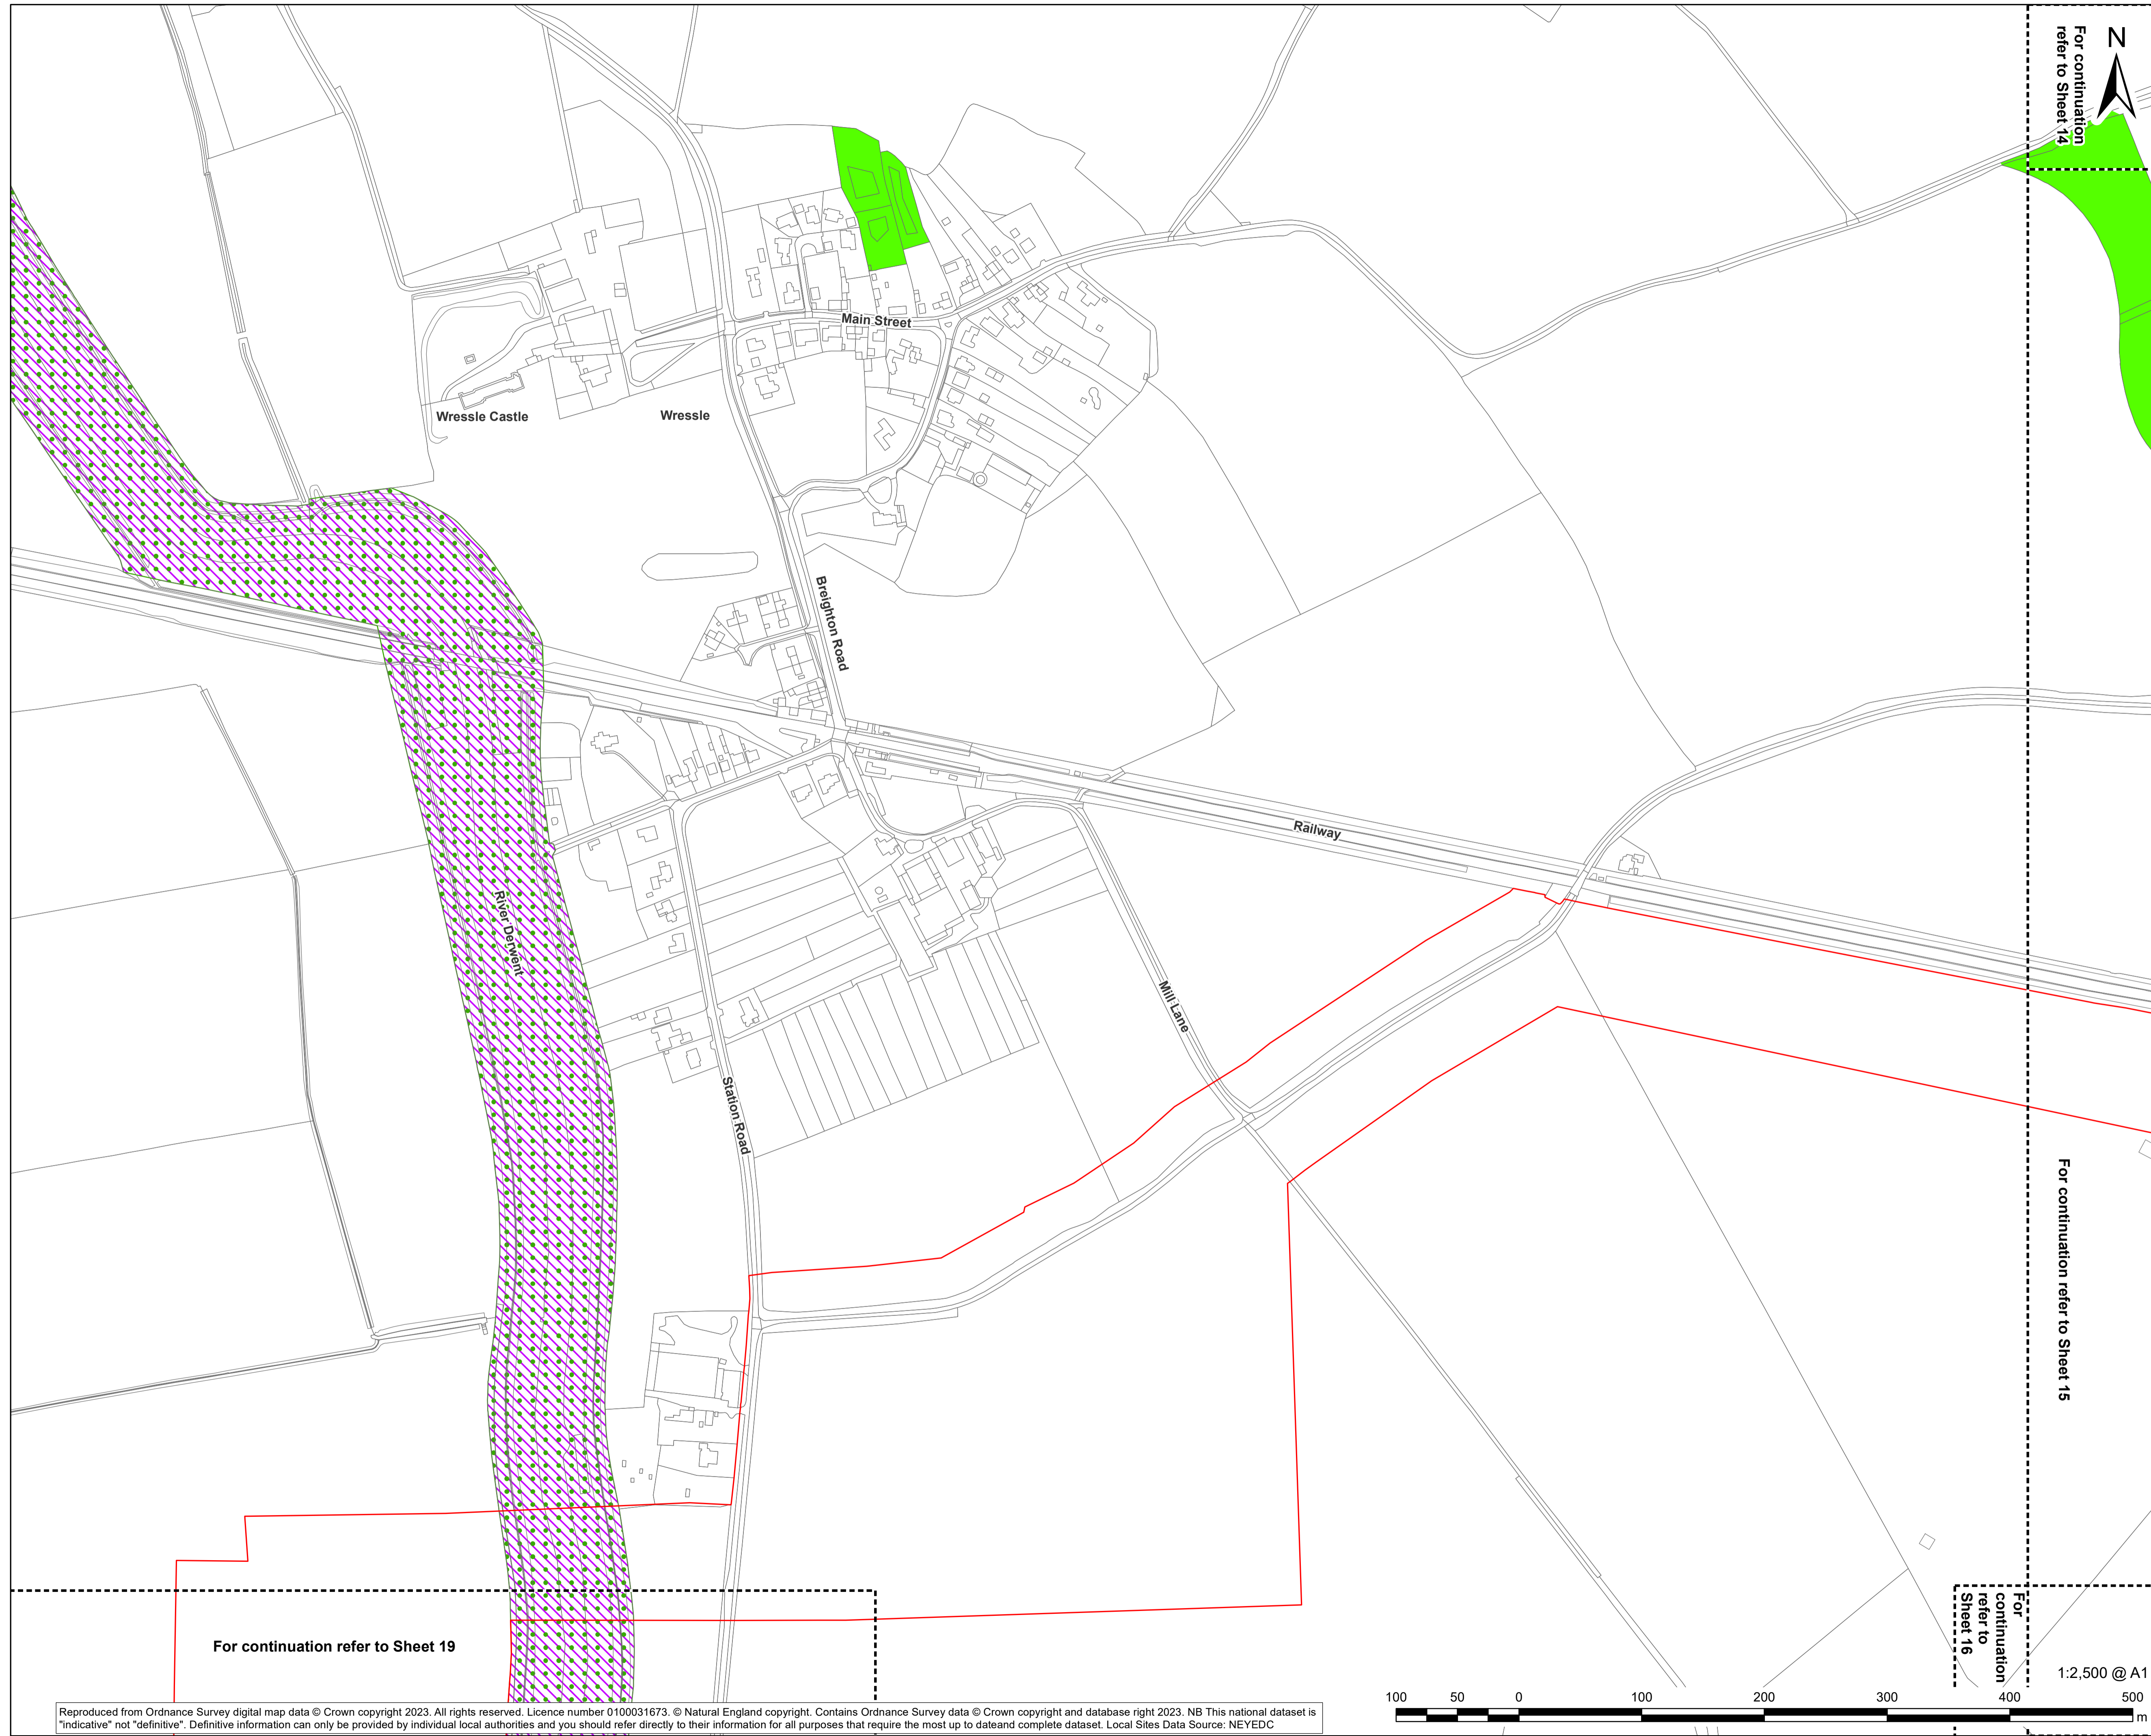 For continuation
refer to Sheet 14
N
Main Street
Wressle Castle
Wressle
Breighton Road
Railway
River Derwent
Mill Lane
Station Road
For continuation refer to Sheet 15
For
continuation
refer to
Sheet 16
For continuation refer to Sheet 19
1:2,500 @ A1
100 50 0 100 200 300 400 500
m
Reproduced from Ordnance Survey digital map data © Crown copyright 2023. All rights reserved. Licence number 0100031673. © Natural England copyright. Contains Ordnance Survey data © Crown copyright and database right 2023. NB This national dataset is
"indicative" not "definitive". Definitive information can only be provided by individual local authorities and you should refer directly to their information for all purposes that require the most up to dateand complete dataset. Local Sites Data Source: NEYEDC